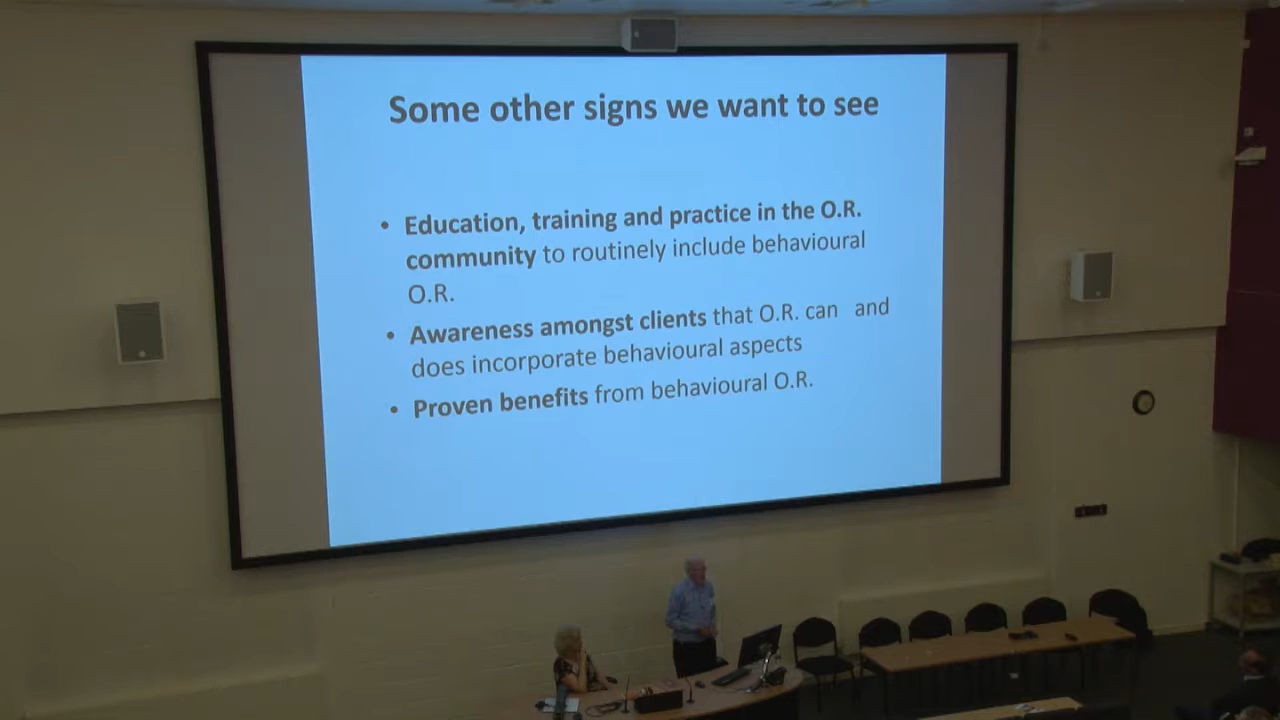 Some other signs we want to see
• Education, training and practice in the O.R.
community to routinely include behavioural
O.R.
• Awareness amongst clients that O.R. can and
does incorporate behavioural aspects
• Proven benefits from behavioural O.R.